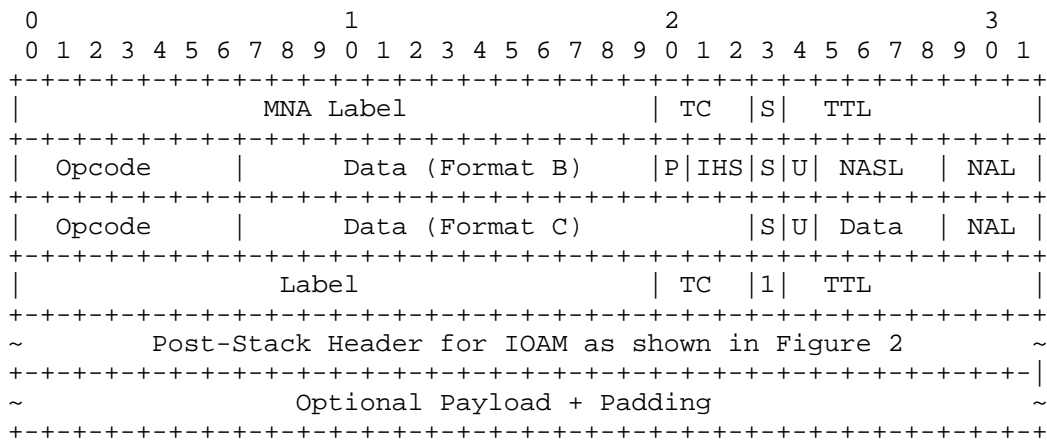 0                   1                   2                   3
 0 1 2 3 4 5 6 7 8 9 0 1 2 3 4 5 6 7 8 9 0 1 2 3 4 5 6 7 8 9 0 1
+-+-+-+-+-+-+-+-+-+-+-+-+-+-+-+-+-+-+-+-+-+-+-+-+-+-+-+-+-+-+-+-+
|               MNA Label               | TC  |S|  TTL          |
+-+-+-+-+-+-+-+-+-+-+-+-+-+-+-+-+-+-+-+-+-+-+-+-+-+-+-+-+-+-+-+-+
|  Opcode     |      Data (Format B)    |P|IHS|S|U| NASL  | NAL |
+-+-+-+-+-+-+-+-+-+-+-+-+-+-+-+-+-+-+-+-+-+-+-+-+-+-+-+-+-+-+-+-+
|  Opcode     |      Data (Format C)          |S|U| Data  | NAL |
+-+-+-+-+-+-+-+-+-+-+-+-+-+-+-+-+-+-+-+-+-+-+-+-+-+-+-+-+-+-+-+-+
|                Label                  | TC  |1|  TTL          |
+-+-+-+-+-+-+-+-+-+-+-+-+-+-+-+-+-+-+-+-+-+-+-+-+-+-+-+-+-+-+-+-+
~        Post-Stack Header for IOAM as shown in Figure 2        ~
+-+-+-+-+-+-+-+-+-+-+-+-+-+-+-+-+-+-+-+-+-+-+-+-+-+-+-+-+-+-+-+-|
~                 Optional Payload + Padding                    ~
+-+-+-+-+-+-+-+-+-+-+-+-+-+-+-+-+-+-+-+-+-+-+-+-+-+-+-+-+-+-+-+-+